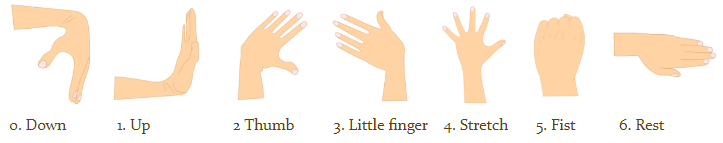 0. Down 1. Up 2 Thumb 3. Little finger 4. Stretch 5. Fist 6. Rest